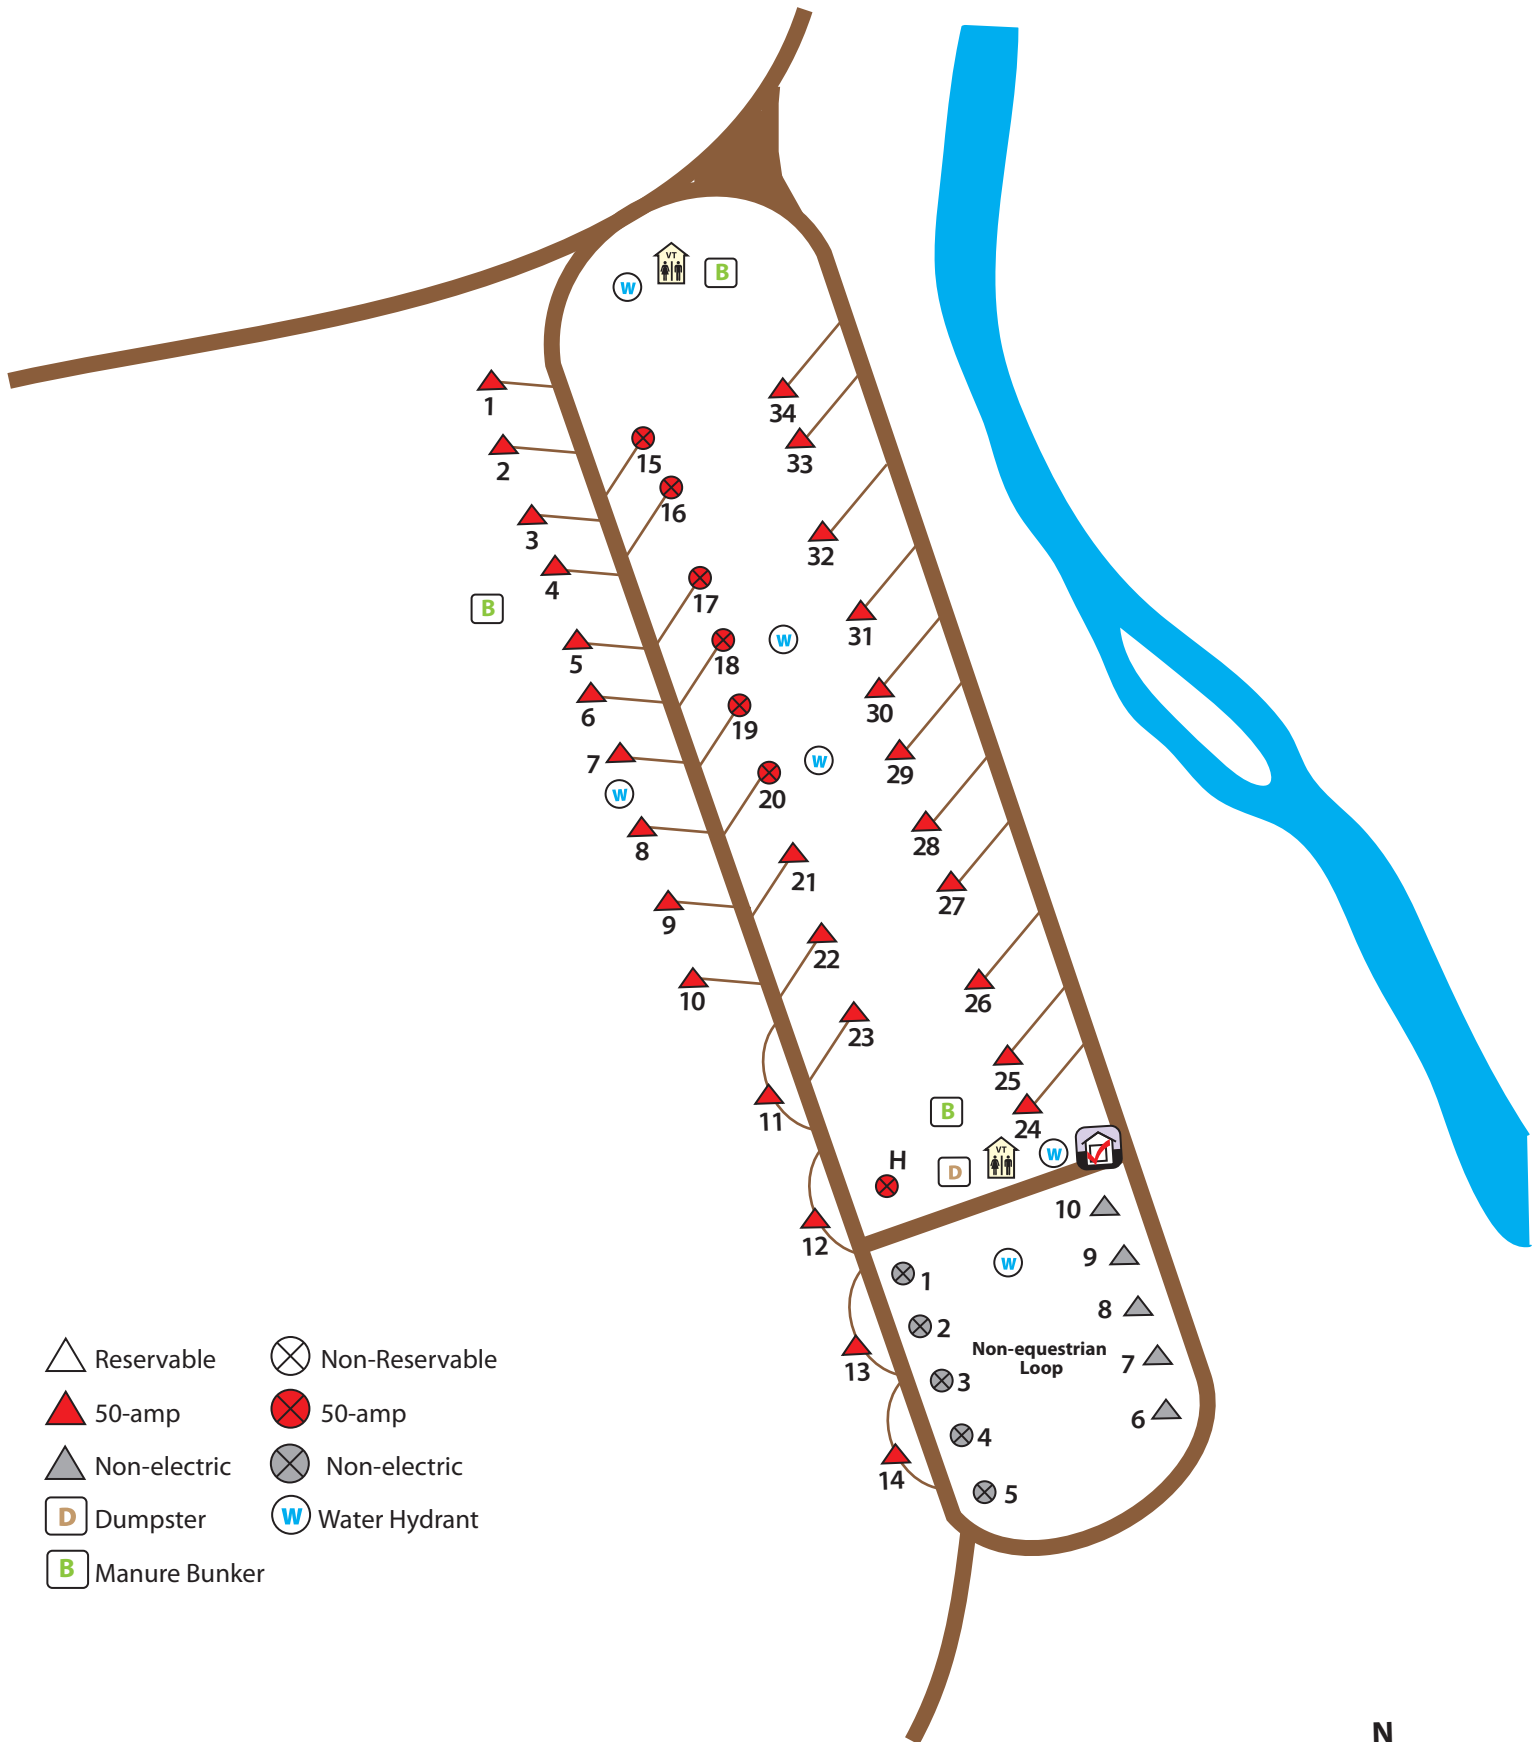 VT
W
B
1
34
2
15
33
16
3
32
4
17
B
31
5
18
W
6
30
19
7
29
W
20
W
8
28
21
27
9
22
10
26
23
25
11
B
24
H
D
VT
W
10
12
9
W
1
8
2
Non-equestrian
Loop
13
7
3
6
4
14
5
Reservable
Non-Reservable
50-amp
50-amp
Non-electric
Non-electric
D Dumpster
W Water Hydrant
B Manure Bunker
N